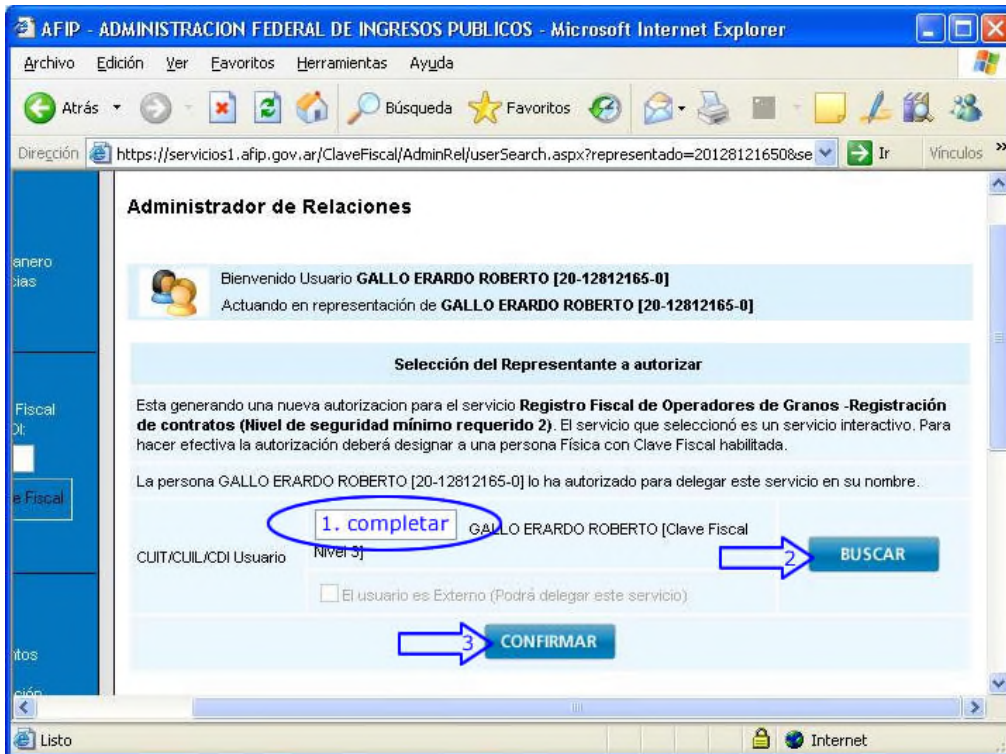 AFIP - ADMINISTRACION FEDERAL DE INGRESOS PUBLICOS - Microsoft Internet Explorer
Archivo Edición Ver Favoritos Herramientas Ayuda
Atrás Búsqueda Favoritos
Dirección https://servicios1.afip.gov.ar/ClaveFiscal/AdminRel/userSearch.aspx?representado=20128121650&se Ir Vínculos »
Administrador de Relaciones
anero
cias
Bienvenido Usuario GALLO ERARDO ROBERTO [20-12812165-0]
Actuando en representación de GALLO ERARDO ROBERTO [20-12812165-0]
Selección del Representante a autorizar
Fiscal
DI:
e Fiscal
Esta generando una nueva autorizacion para el servicio Registro Fiscal de Operadores de Granos -Registración
de contratos (Nivel de seguridad mínimo requerido 2). El servicio que seleccionó es un servicio interactivo. Para
hacer efectiva la autorización deberá designar a una persona Física con Clave Fiscal habilitada.
La persona GALLO ERARDO ROBERTO [20-12812165-0] lo ha autorizado para delegar este servicio en su nombre.
CUIT/CUIL/CDI Usuario
1. completar GALLO ERARDO ROBERTO [Clave Fiscal
Nivel 3]
2 BUSCAR
El usuario es Externo (Podrá delegar este servicio)
3 CONFIRMAR
ntos
ción
Listo Internet